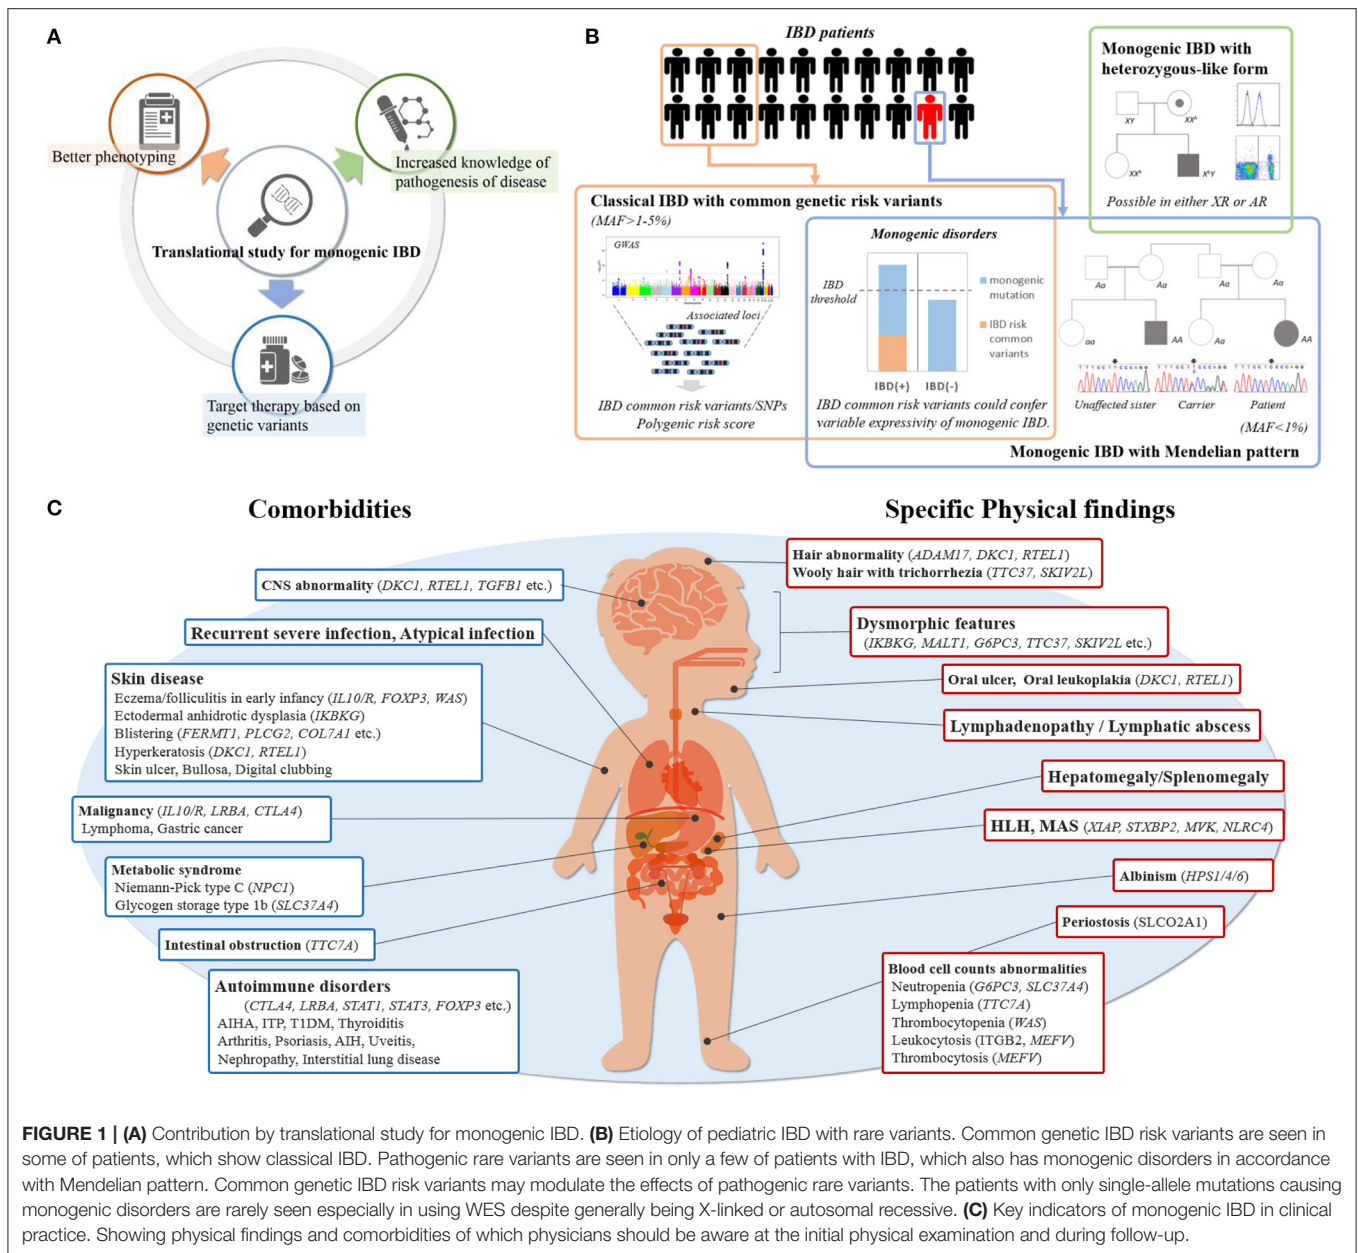 A
Better phenotyping
Increased knowledge of
pathogenesis of disease
Translational study for monogenic IBD
Target therapy based on
genetic variants
B
IBD patients
Monogenic IBD with
heterozygous-like form
XY
XXᴬ
XXᴬ
XᴬY
Possible in either XR or AR
Classical IBD with common genetic risk variants
(MAF>1-5%)
GWAS
Associated loci
IBD common risk variants/SNPs
Polygenic risk score
Monogenic disorders
IBD
threshold
monogenic
mutation
IBD risk
common
variants
IBD(+)
IBD(-)
IBD common risk variants could confer
variable expressivity of monogenic IBD.
Aa
Aa
Aa
Aa
aa
AA
Aa
AA
Unaffected sister
Carrier
Patient
(MAF<1%)
Monogenic IBD with Mendelian pattern
C
Comorbidities
Specific Physical findings
CNS abnormality (DKC1, RTEL1, TGFB1 etc.)
Recurrent severe infection, Atypical infection
Skin disease
Eczema/folliculitis in early infancy (IL10/R, FOXP3, WAS)
Ectodermal anhidrotic dysplasia (IKBKG)
Blistering (FERMT1, PLCG2, COL7A1 etc.)
Hyperkeratosis (DKC1, RTEL1)
Skin ulcer, Bullosa, Digital clubbing
Malignancy (IL10/R, LRBA, CTLA4)
Lymphoma, Gastric cancer
Metabolic syndrome
Niemann-Pick type C (NPC1)
Glycogen storage type 1b (SLC37A4)
Intestinal obstruction (TTC7A)
Autoimmune disorders
(CTLA4, LRBA, STAT1, STAT3, FOXP3 etc.)
AIHA, ITP, T1DM, Thyroiditis
Arthritis, Psoriasis, AIH, Uveitis,
Nephropathy, Interstitial lung disease
Hair abnormality (ADAM17, DKC1, RTEL1)
Wooly hair with trichorrhezia (TTC37, SKIV2L)
Dysmorphic features
(IKBKG, MALT1, G6PC3, TTC37, SKIV2L etc.)
Oral ulcer, Oral leukoplakia (DKC1, RTEL1)
Lymphadenopathy / Lymphatic abscess
Hepatomegaly/Splenomegaly
HLH, MAS (XIAP, STXBP2, MVK, NLRC4)
Albinism (HPS1/4/6)
Periostosis (SLCO2A1)
Blood cell counts abnormalities
Neutropenia (G6PC3, SLC37A4)
Lymphopenia (TTC7A)
Thrombocytopenia (WAS)
Leukocytosis (ITGB2, MEFV)
Thrombocytosis (MEFV)
FIGURE 1 | (A) Contribution by translational study for monogenic IBD. (B) Etiology of pediatric IBD with rare variants. Common genetic IBD risk variants are seen in
some of patients, which show classical IBD. Pathogenic rare variants are seen in only a few of patients with IBD, which also has monogenic disorders in accordance
with Mendelian pattern. Common genetic IBD risk variants may modulate the effects of pathogenic rare variants. The patients with only single-allele mutations causing
monogenic disorders are rarely seen especially in using WES despite generally being X-linked or autosomal recessive. (C) Key indicators of monogenic IBD in clinical
practice. Showing physical findings and comorbidities of which physicians should be aware at the initial physical examination and during follow-up.